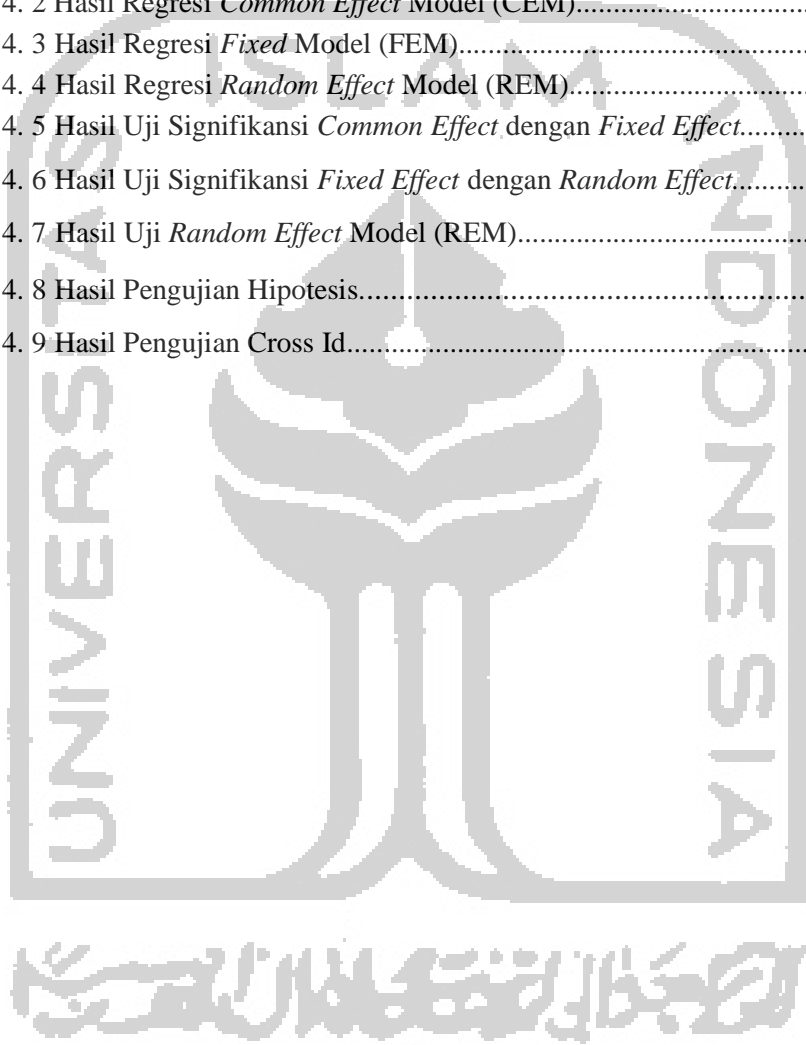 4. 2 Hasil Regresi Common Effect Model (CEM)..............................
4. 3 Hasil Regresi Fixed Model (FEM)................................................
4. 4 Hasil Regresi Random Effect Model (REM)................................
4. 5 Hasil Uji Signifikansi Common Effect dengan Fixed Effect.........
4. 6 Hasil Uji Signifikansi Fixed Effect dengan Random Effect..........
4. 7 Hasil Uji Random Effect Model (REM)........................................
4. 8 Hasil Pengujian Hipotesis..............................................................
4. 9 Hasil Pengujian Cross Id...............................................................
ISLAM
UNIVERSITAS
INDONESIA